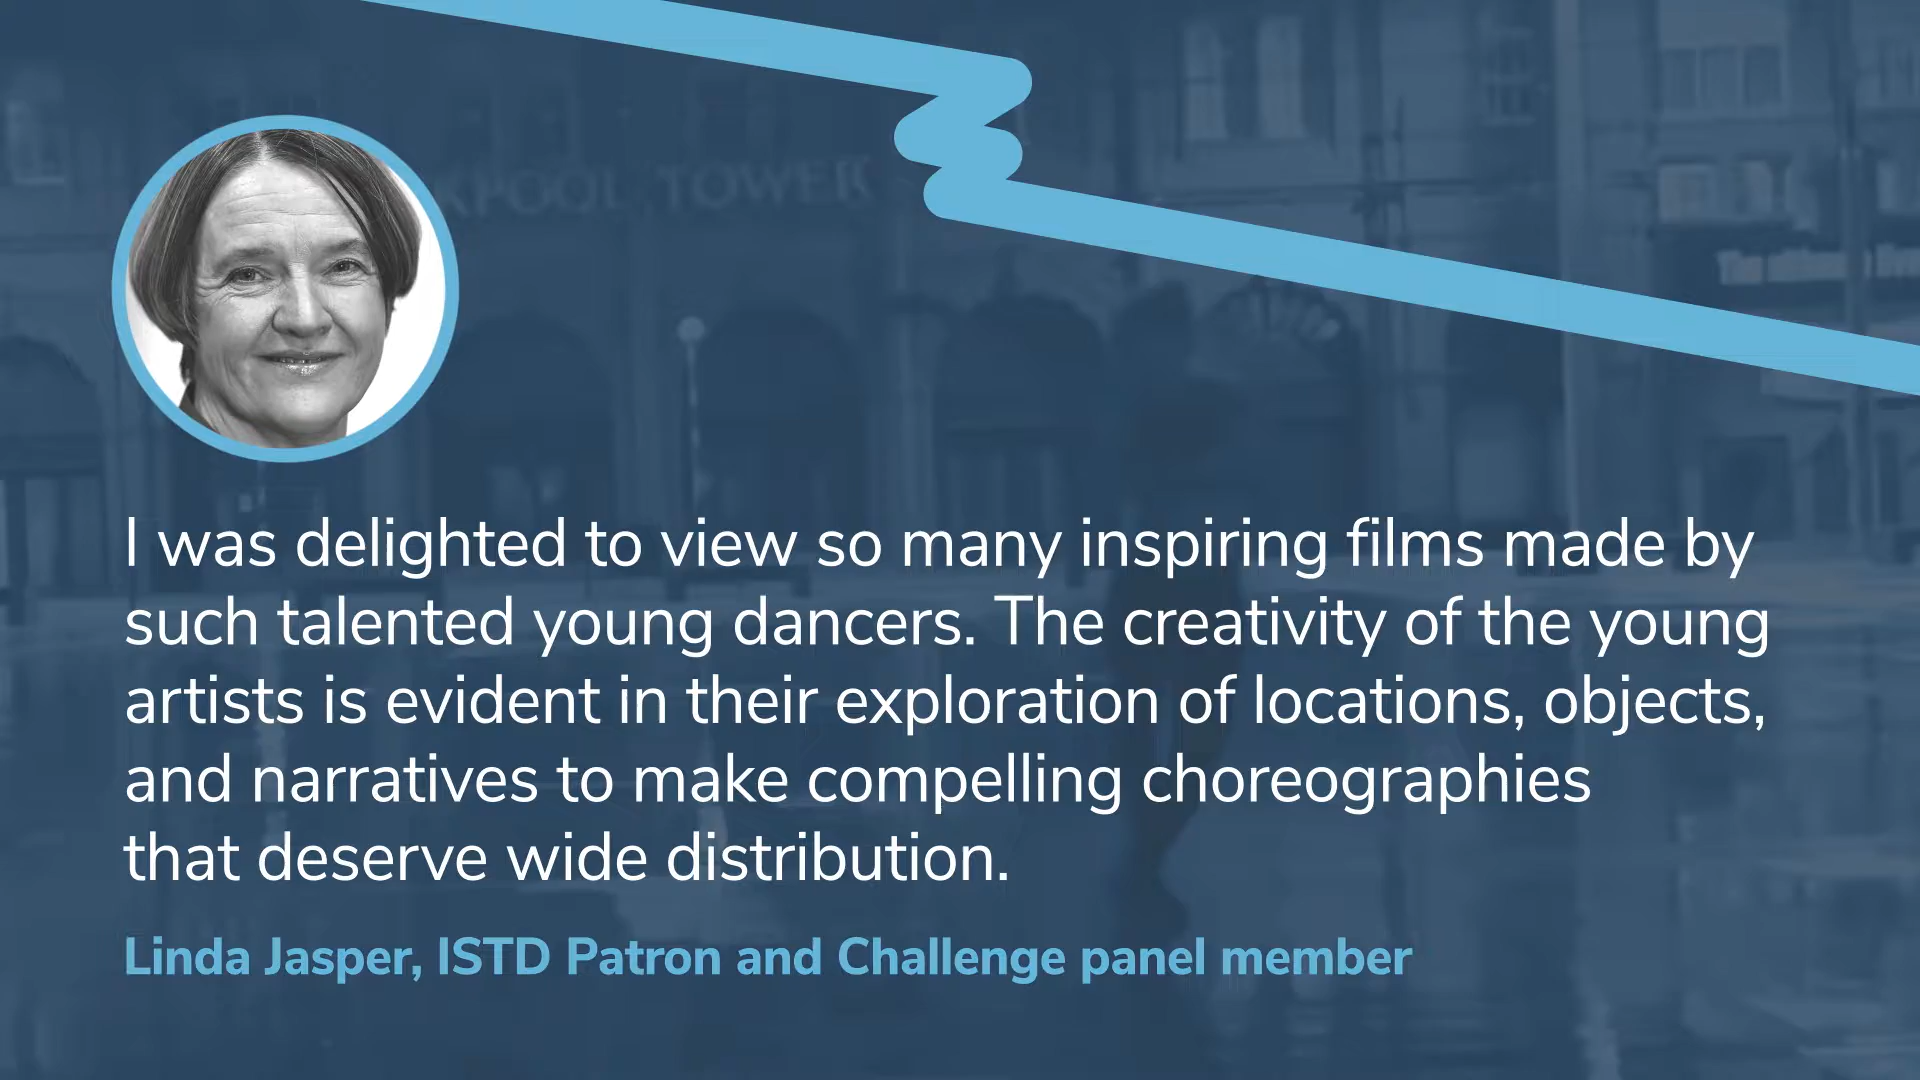 KPOOL TOWER
I was delighted to view so many inspiring films made by
such talented young dancers. The creativity of the young
artists is evident in their exploration of locations, objects,
and narratives to make compelling choreographies
that deserve wide distribution.
Linda Jasper, ISTD Patron and Challenge panel member